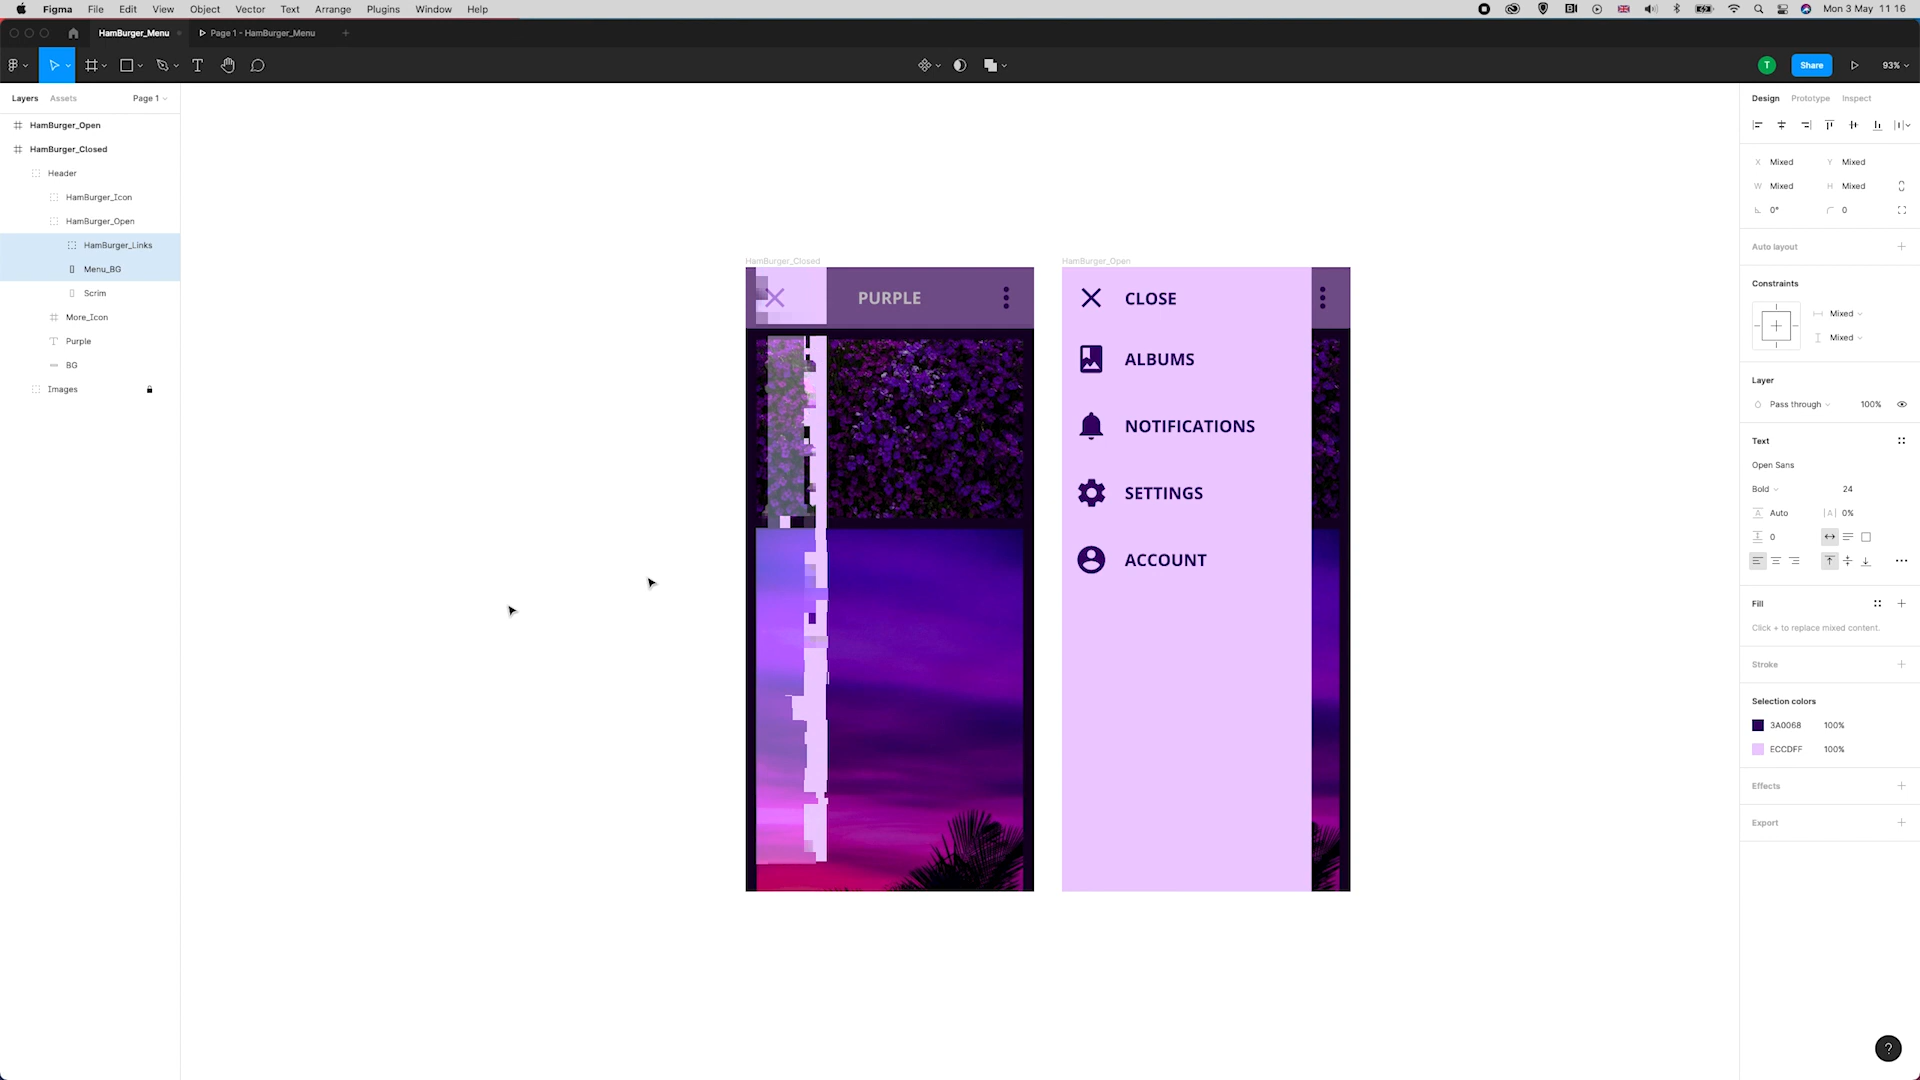 Figma File Edit View Object Vector Text Arrange Plugins Window Help Mon 3 May 11 16
HamBurger_Menu Page 1 - HamBurger_Menu
T Share 93%
Layers Assets Page 1
HamBurger_Open
HamBurger_Closed
Header
HamBurger_Icon
HamBurger_Open
HamBurger_Links
Menu_BG
Scrim
More_Icon
Purple
BG
Images
HamBurger_Closed
PURPLE
HamBurger_Open
CLOSE
ALBUMS
NOTIFICATIONS
SETTINGS
ACCOUNT
Design Prototype Inspect
X Mixed Y Mixed
W Mixed H Mixed
0° 0
Auto layout
Constraints
Mixed
Mixed
Layer
Pass through 100%
Text
Open Sans
Bold 24
Auto |A| 0%
0
Fill
Click + to replace mixed content.
Stroke
Selection colors
3A0068 100%
ECCDFF 100%
Effects
Export
?